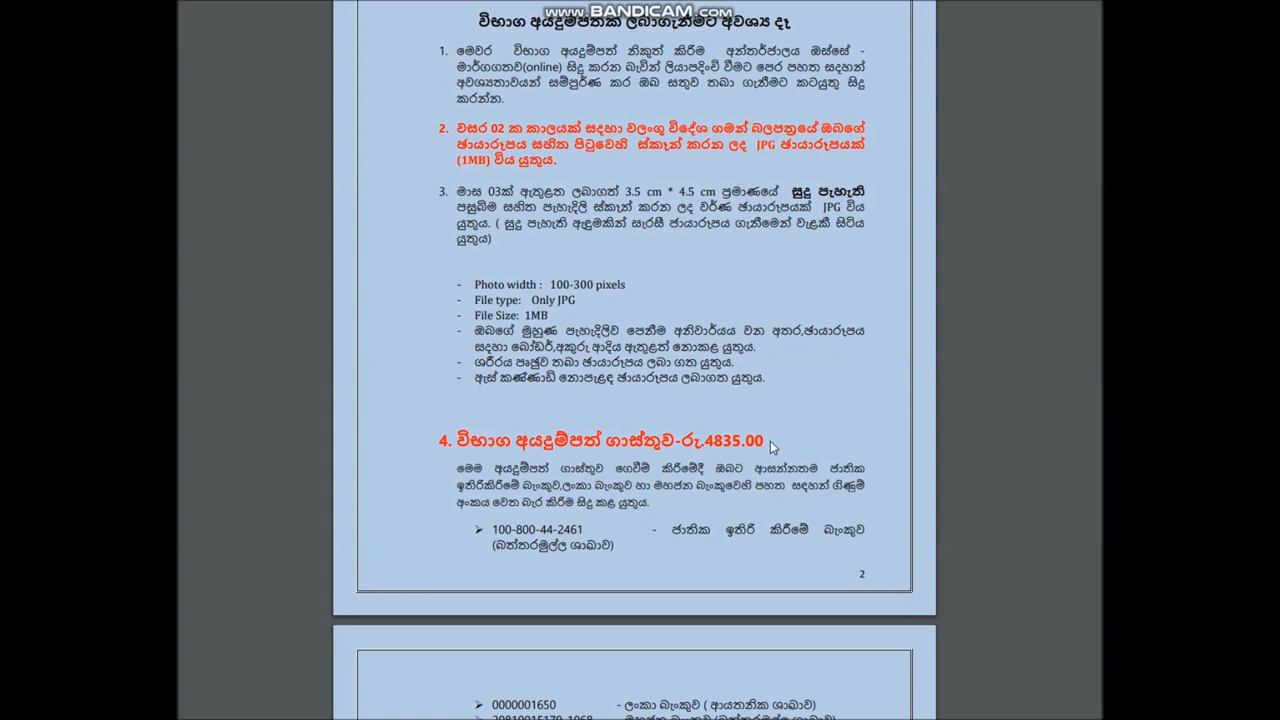 www.BANDICAM.com
විභාග අයදුම්පතක් ලබාගැනීමට අවශ්‍ය දෑ
1. මෙවර විභාග අයදුම්පත් නිකුත් කිරීම අන්තර්ජාලය ඔස්සේ -
මාර්ගගතව(online) සිදු කරන බැවින් ලියාපදිංචි වීමට පෙර පහත සදහන්
අවශ්‍යතාවයන් සම්පුර්ණ කර ඔබ සතුව තබා ගැනීමට කටයුතු සිදු
කරන්න.
2. වසර 02 ක කාලයක් සදහා වලංගු විදේශ ගමන් බලපත්‍රයේ ඔබගේ
ඡායාරූපය සහිත පිටුවෙහි ස්කෑන් කරන ලද JPG ඡායාරූපයක්
(1MB) විය යුතුය.
3. මාස 03ක් ඇතුළත ලබාගත් 3.5 cm * 4.5 cm ප්‍රමාණයේ සුදු පැහැති
පසුබිම සහිත පැහැදිලි ස්කෑන් කරන ලද වර්ණ ඡායාරූපයක් JPG විය
යුතුය. ( සුදු පැහැති ඇඳුමකින් සැරසී ජායාරූපය ගැනීමෙන් වැළකී සිටිය
යුතුය)
- Photo width : 100-300 pixels
- File type: Only JPG
- File Size: 1MB
- ඔබගේ මුහුණ පැහැදිලිව පෙනීම අනිවාර්යය වන අතර,ඡායාරූපය
සදහා බෝඩර්,අකුරු ආදිය ඇතුළත් නොකළ යුතුය.
- ශරීරය පෘජුව තබා ඡායාරූපය ලබා ගත යුතුය.
- ඇස් කණ්ණාඩි නොපැළඳ ඡායාරූපය ලබාගත යුතුය.
4. විභාග අයදුම්පත් ගාස්තුව-රු.4835.00
මෙම අයදුම්පත් ගාස්තුව ගෙවීම් කිරීමේදී ඔබට ආසන්නතම ජාතික
ඉතිරිකිරිමේ බැංකුව,ලංකා බැංකුව හා මහජන බැංකුවෙහි පහත සඳහන් ගිණුම්
අංකය වෙත බැර කිරීම සිදු කළ යුතුය.
➢ 100-800-44-2461 - ජාතික ඉතිරි කිරීමේ බැංකුව
(බත්තරමුල්ල ශාඛාව)
2
➢ 0000001650 - ලංකා බැංකුව ( ආයතනික ශාඛාව)